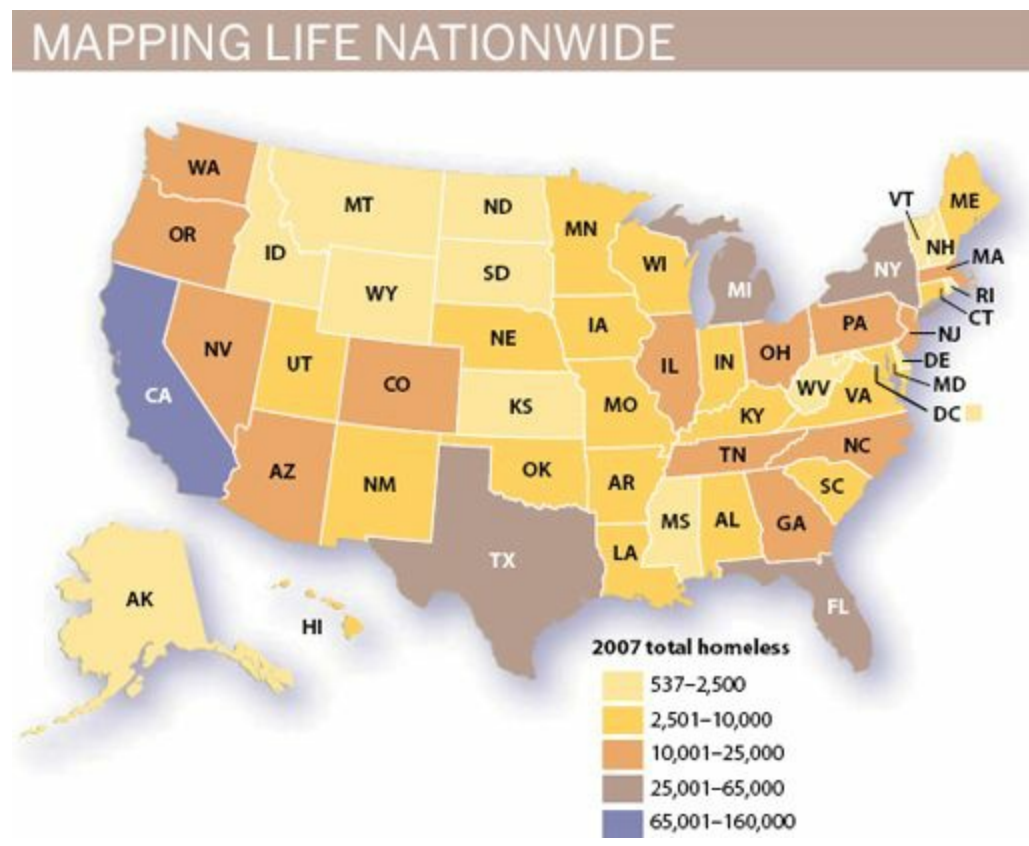 MAPPING LIFE NATIONWIDE
WA
MT
ND
MN
VT
ME
OR
ID
SD
WI
NH
MA
WY
MI
NY
RI
CT
NV
UT
NE
IA
PA
NJ
CA
CO
IL
IN
OH
DE
MD
KS
MO
WV
VA
DC
KY
AZ
NM
OK
AR
TN
NC
MS
AL
GA
SC
TX
LA
AK
HI
FL
2007 total homeless
537–2,500
2,501–10,000
10,001–25,000
25,001–65,000
65,001–160,000